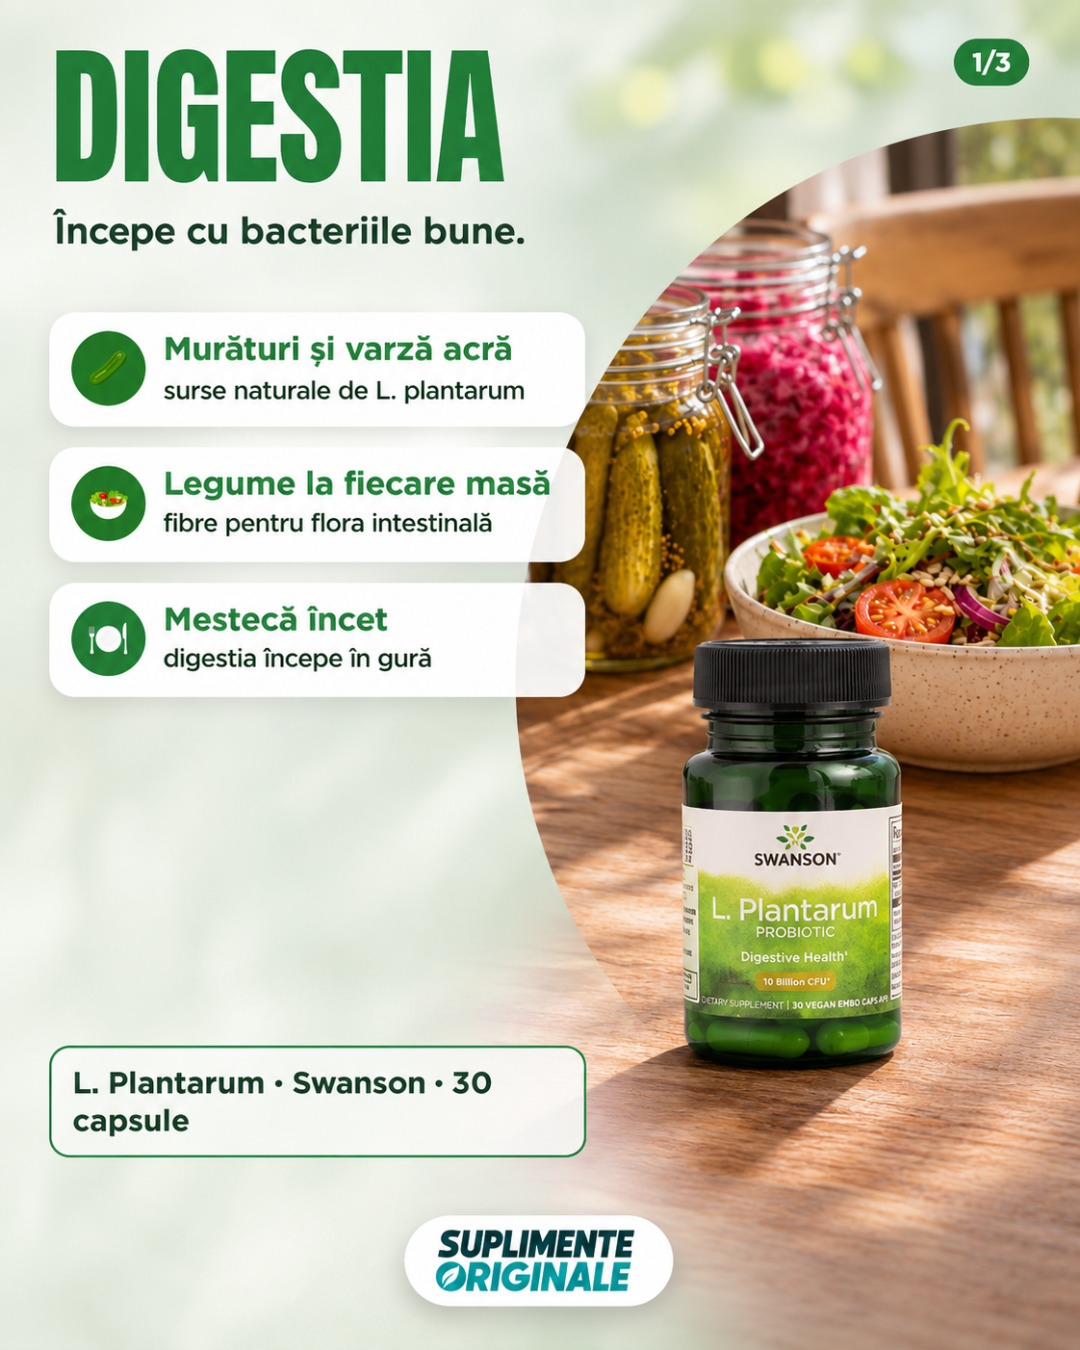 DIGESTIA
1/3
Începe cu bacteriile bune.
Murături și varză acră
surse naturale de L. plantarum
Legume la fiecare masă
fibre pentru flora intestinală
Mestecă încet
digestia începe în gură
SWANSON
L. Plantarum
PROBIOTIC
Digestive Health
10 Billion CFU
DIETARY SUPPLEMENT | 30 VEGAN EMBO CAPS
L. Plantarum • Swanson • 30
capsule
SUPLIMENTE
ORIGINALE